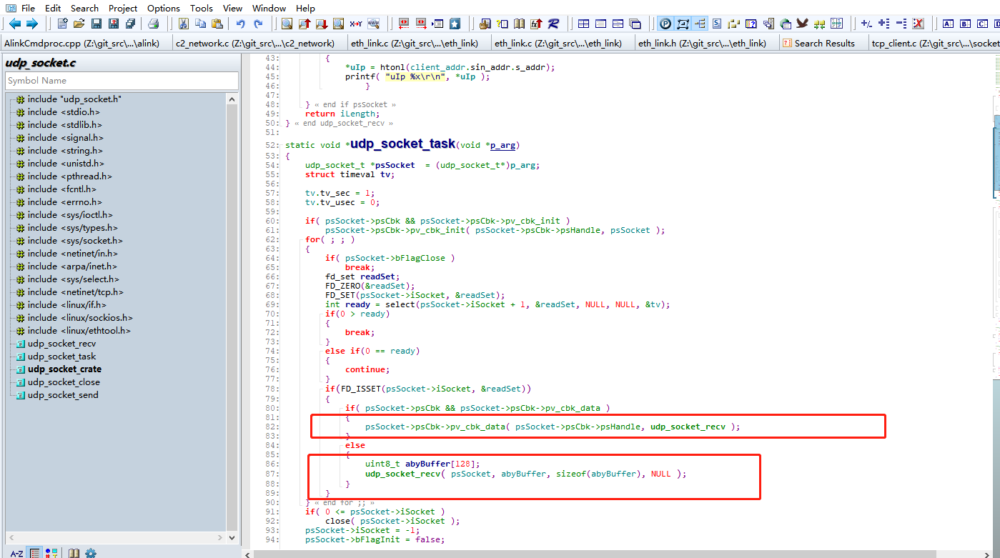 File Edit Search Project Options Tools View Window Help
AlinkCmdproc.cpp (Z:\git_src\...\alink) c2_network.c (Z:\git_src\...\c2_network) eth_link.c (Z:\git_src\...\eth_link) eth_link.c (Z:\git_src\...\eth_link) eth_link.h (Z:\git_src\...\eth_link) Search Results tcp_client.c (Z:\git_src\...\socket
udp_socket.c
Symbol Name
include "udp_socket.h"
include <stdio.h>
include <stdlib.h>
include <signal.h>
include <string.h>
include <unistd.h>
include <pthread.h>
include <fcntl.h>
include <errno.h>
include <sys/ioctl.h>
include <sys/types.h>
include <sys/socket.h>
include <netinet/in.h>
include <arpa/inet.h>
include <sys/select.h>
include <netinet/tcp.h>
include <linux/if.h>
include <linux/sockios.h>
include <linux/ethtool.h>
udp_socket_recv
udp_socket_task
udp_socket_crate
udp_socket_close
udp_socket_send
A-Z
43: {
44: *uIp = htonl(client_addr.sin_addr.s_addr);
45: printf( "uIp %x\r\n", *uIp );
46: }
47:
48: } « end if psSocket »
49: return iLength;
50: } « end udp_socket_recv »
51:
52: static void *udp_socket_task(void *p_arg)
53: {
54: udp_socket_t *psSocket = (udp_socket_t*)p_arg;
55: struct timeval tv;
56:
57: tv.tv_sec = 1;
58: tv.tv_usec = 0;
59:
60: if( psSocket->psCbk && psSocket->psCbk->pv_cbk_init )
61: psSocket->psCbk->pv_cbk_init( psSocket->psCbk->psHandle, psSocket );
62: for( ; ; )
63: {
64: if( psSocket->bFlagClose )
65: break;
66: fd_set readSet;
67: FD_ZERO(&readSet);
68: FD_SET(psSocket->iSocket, &readSet);
69: int ready = select(psSocket->iSocket + 1, &readSet, NULL, NULL, &tv);
70: if(0 > ready)
71: {
72: break;
73: }
74: else if(0 == ready)
75: {
76: continue;
77: }
78: if(FD_ISSET(psSocket->iSocket, &readSet))
79: {
80: if( psSocket->psCbk && psSocket->psCbk->pv_cbk_data )
81: {
82: psSocket->psCbk->pv_cbk_data( psSocket->psCbk->psHandle, udp_socket_recv );
83: }
84: else
85: {
86: uint8_t abyBuffer[128];
87: udp_socket_recv( psSocket, abyBuffer, sizeof(abyBuffer), NULL );
88: }
89: }
90: } « end for ;; »
91: if( 0 <= psSocket->iSocket )
92: close( psSocket->iSocket );
93: psSocket->iSocket = -1;
94: psSocket->bFlagInit = false;